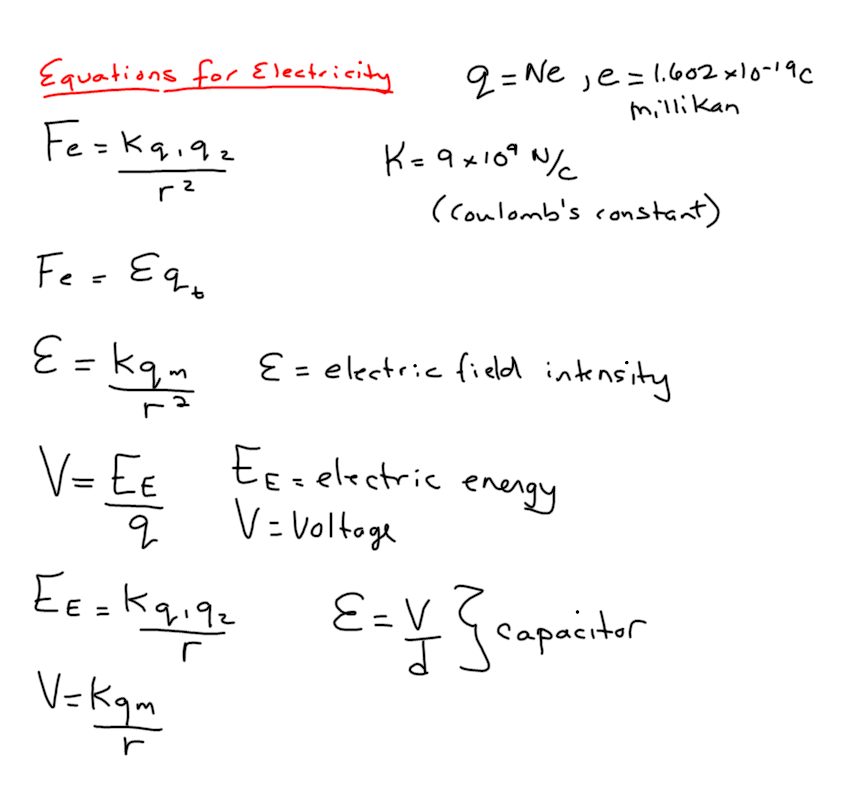 Equations for Electricity
q = Ne , e = 1.602 x 10⁻¹⁹C
Millikan
Fe = kq₁q₂/r²
K = 9 x 10⁹ N/C
(Coulomb's constant)
Fe = Ɛqₜ
Ɛ = kqm/r²
Ɛ = electric field intensity
V = E_E/q
E_E = electric energy
V = Voltage
E_E = kq₁q₂/r
Ɛ = V/d } capacitor
V = kqm/r